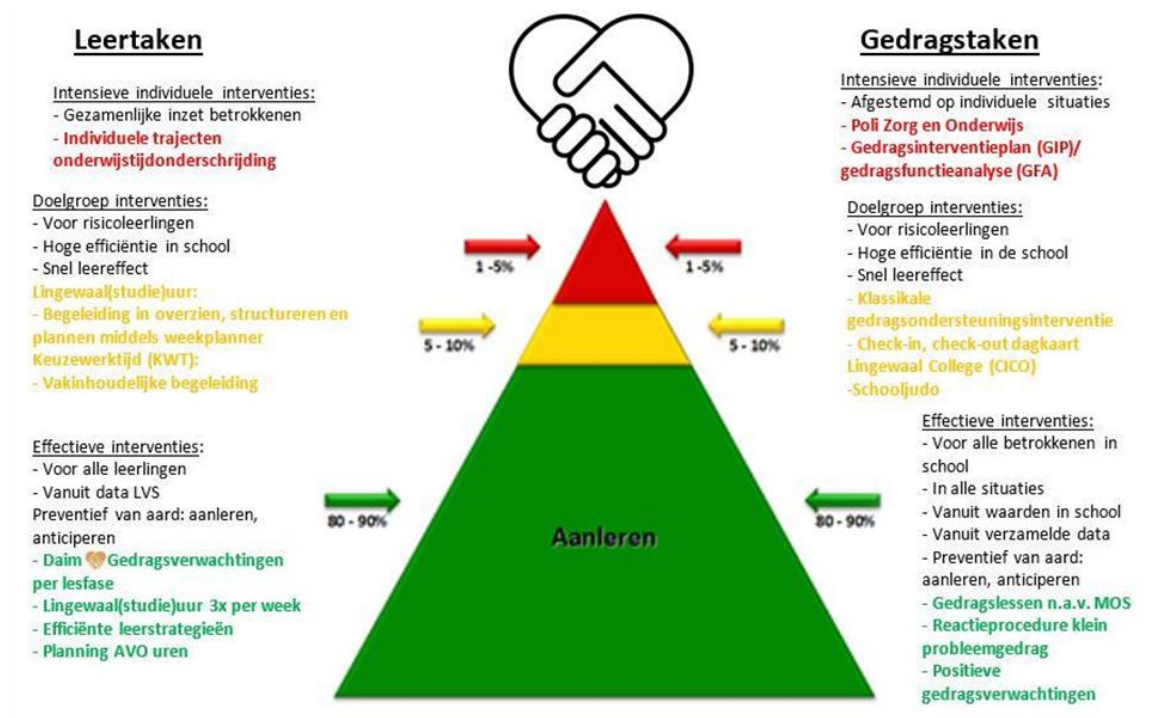 Leertaken
Intensieve individuele interventies:
- Gezamenlijke inzet betrokkenen
- Individuele trajecten
onderwijstijdonderschrijding
Doelgroep interventies:
- Voor risicoleerlingen
- Hoge efficiëntie in school
- Snel leereffect
Lingewaal(studie)uur:
- Begeleiding in overzien, structureren en
plannen middels weekplanner
Keuzewerktijd (KWT):
- Vakinhoudelijke begeleiding
Effectieve interventies:
- Voor alle leerlingen
- Vanuit data LVS
Preventief van aard: aanleren,
anticiperen
- Daim Gedragsverwachtingen
per lesfase
- Lingewaal(studie)uur 3x per week
- Efficiënte leerstrategieën
- Planning AVO uren
1 -5%
5 - 10%
80 - 90%
Aanleren
1 -5%
5 - 10%
80 - 90%
Gedragstaken
Intensieve individuele interventies:
- Afgestemd op individuele situaties
- Poli Zorg en Onderwijs
- Gedragsinterventieplan (GIP)/
gedragsfunctieanalyse (GFA)
Doelgroep interventies:
- Voor risicoleerlingen
- Hoge efficiëntie in de school
- Snel leereffect
- Klassikale
gedragsondersteuningsinterventie
- Check-in, check-out dagkaart
Lingewaal College (CICO)
-Schooljudo
Effectieve interventies:
- Voor alle betrokkenen in
school
- In alle situaties
- Vanuit waarden in school
- Vanuit verzamelde data
- Preventief van aard:
aanleren, anticiperen
- Gedragslessen n.a.v. MOS
- Reactieprocedure klein
probleemgedrag
- Positieve
gedragsverwachtingen